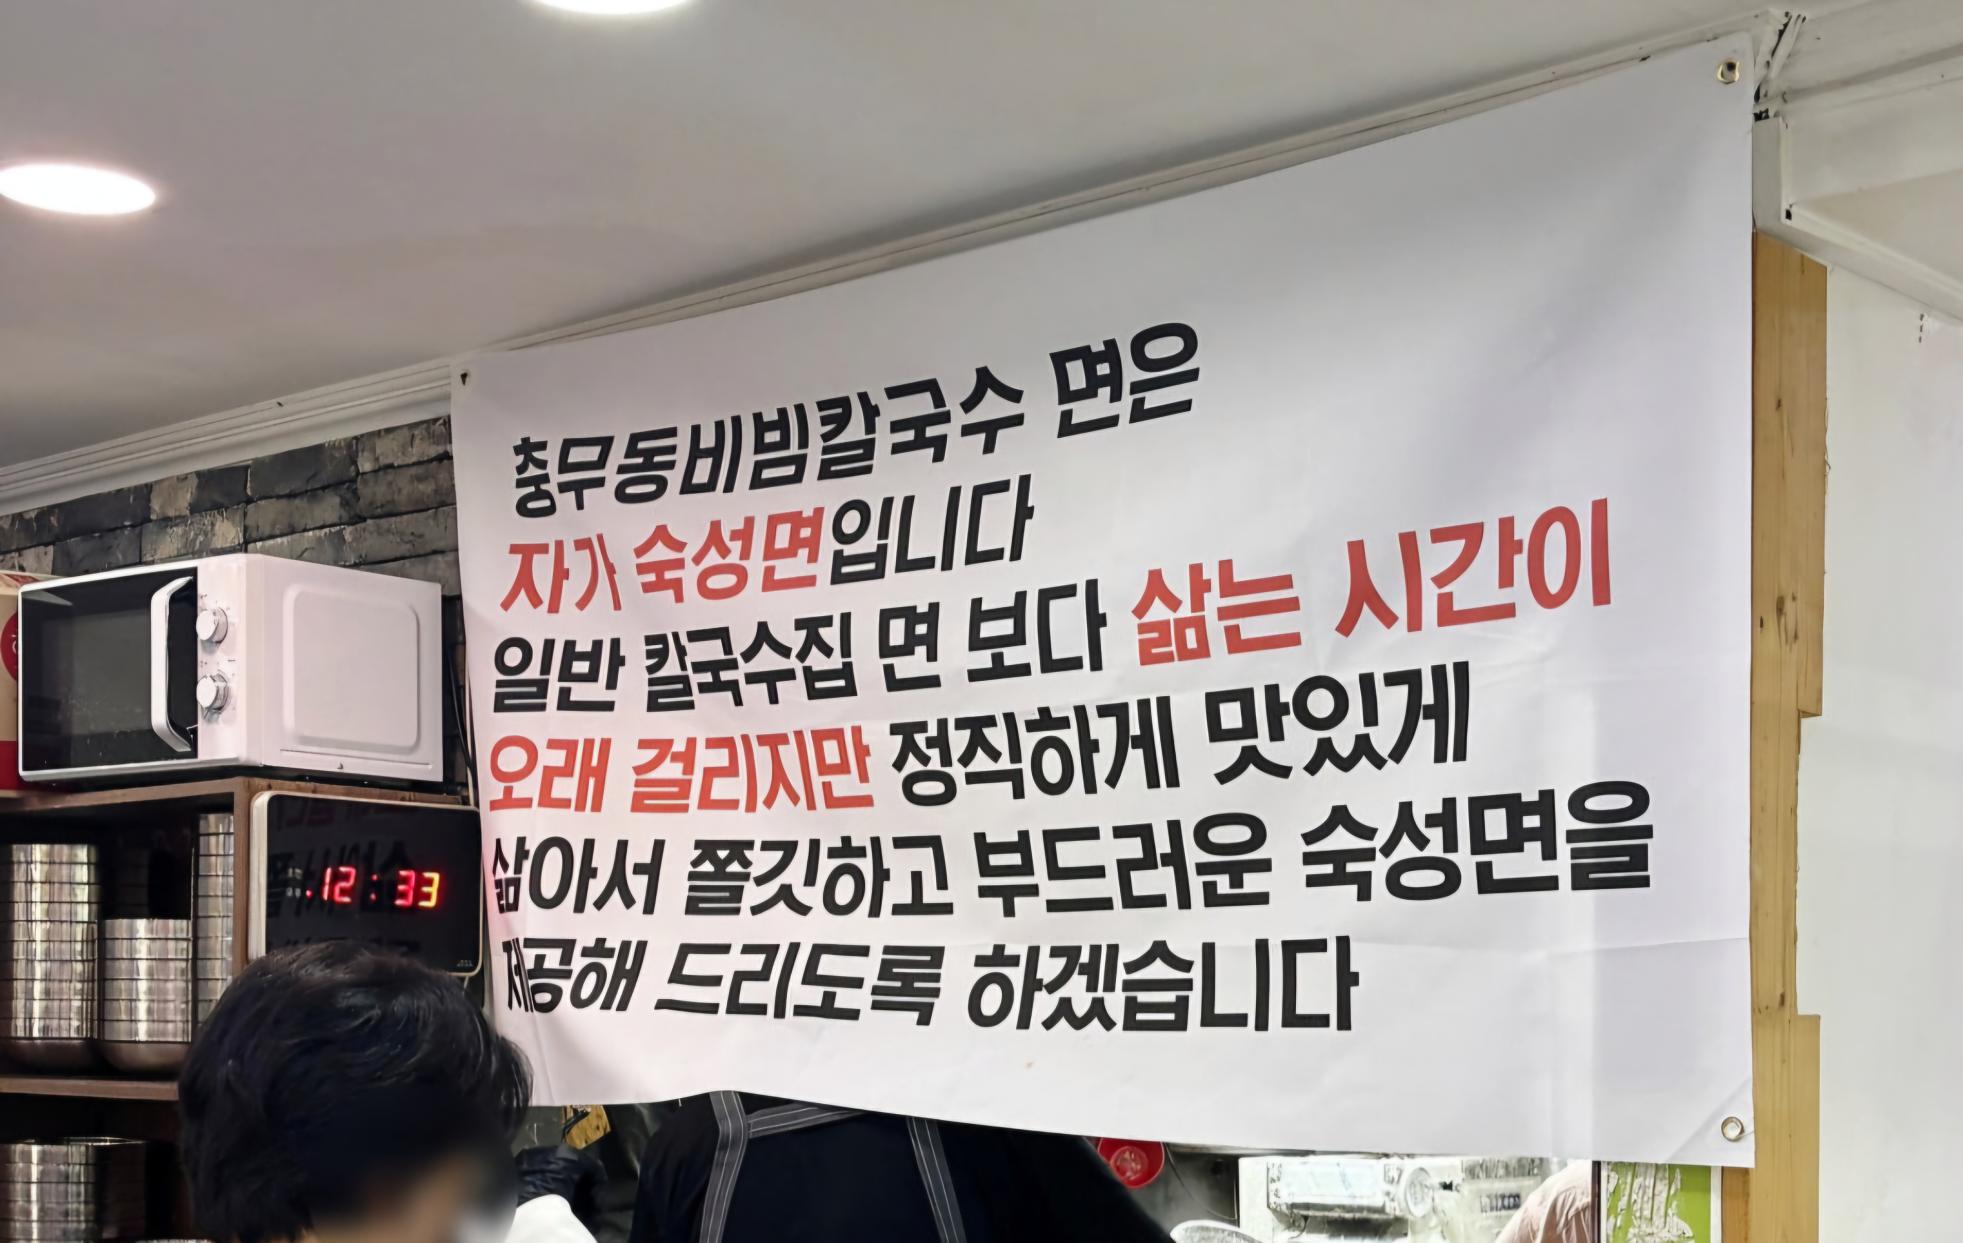 충무동비빔칼국수 면은
자가 숙성면입니다
일반 칼국수집 면 보다 삶는 시간이
오래 걸리지만 정직하게 맛있게
삶아서 쫄깃하고 부드러운 숙성면을
제공해 드리도록 하겠습니다
12:33